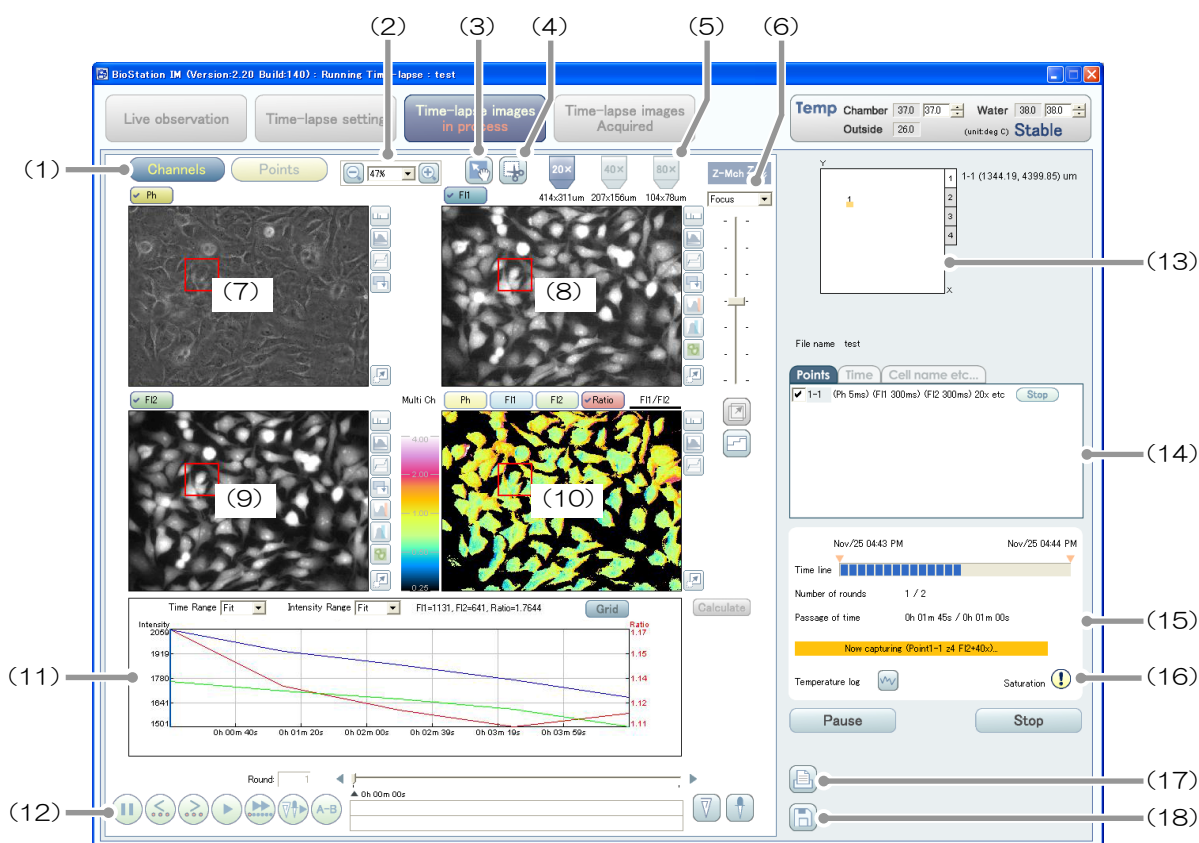 (1)
(2)
(3)
(4)
(5)
(6)
BioStation IM (Version:2.20 Build:140) : Running Time-lapse : test
Live observation
Time-lapse setting
Time-lapse images
in process
Time-lapse images
Acquired
Temp Chamber 37.0 37.0 Water 38.0 38.0
Outside 26.0 (unit:deg C) Stable
Channels
Points
47%
20×
40×
80×
Z-Mch
414x311um 207x156um 104x78um
Ph
Fl1
Focus
Y
1
1
2
3
4
X
1-1 (1344.19, 4399.85) um
(7)
(8)
(13)
File name test
Points Time Cell name etc...
1-1 (Ph 5ms) (Fl1 300ms) (Fl2 300ms) 20x etc Stop
Fl2
Multi Ch Ph Fl1 Fl2 Ratio Fl1/Fl2
4.00
2.00
1.00
0.25
(9)
(10)
(14)
Nov/25 04:43 PM Nov/25 04:44 PM
Time line
Number of rounds 1 / 2
Passage of time 0h 01m 45s / 0h 01m 00s
Now capturing (Point1-1 z4 Fl2+40x)...
Temperature log Saturation
(15)
(16)
Pause Stop
Time Range Fit Intensity Range Fit Fl1=1131, Fl2=641, Ratio=1.7644 Grid Calculate
Intensity Ratio
2059 1.17
1919 1.15
1780 1.14
1641 1.12
1501 1.11
0h 00m 40s 0h 01m 20s 0h 02m 00s 0h 02m 39s 0h 03m 19s 0h 03m 59s
(11)
Round: 1
0h 00m 00s
A-B
(12)
(17)
(18)